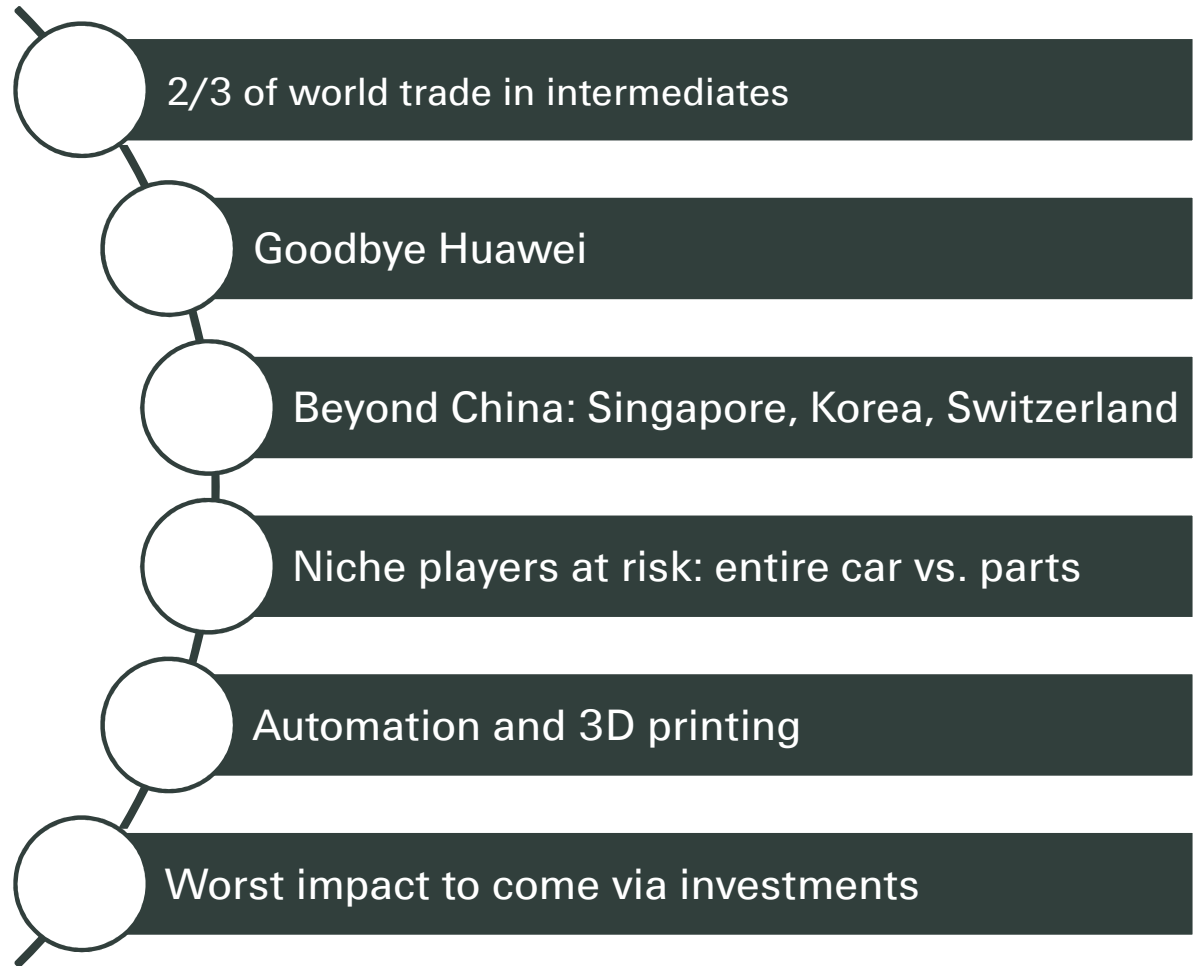 2/3 of world trade in intermediates
Goodbye Huawei
Beyond China: Singapore, Korea, Switzerland
Niche players at risk: entire car vs. parts
Automation and 3D printing
Worst impact to come via investments